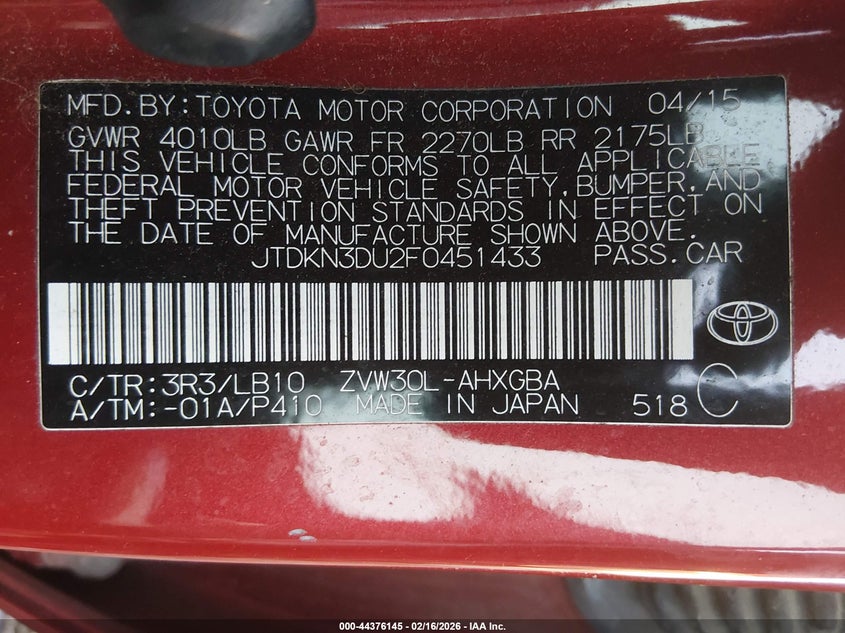 MFD.BY:TOYOTA MOTOR CORPORATION 04/15
GVWR 4010LB GAWR FR 2270LB RR 2175LB
THIS VEHICLE CONFORMS TO ALL APPLICABLE
FEDERAL MOTOR VEHICLE SAFETY,BUMPER,AND
THEFT PREVENTION STANDARDS IN EFFECT ON
THE DATE OF MANUFACTURE SHOWN ABOVE.
JTDKN3DU2F0451433 PASS.CAR
C/TR:3R3/LB10 ZVW30L-AHXGBA
A/TM:-01A/P410 MADE IN JAPAN 518 C
000-44376145 - 02/16/2026 - IAA Inc.